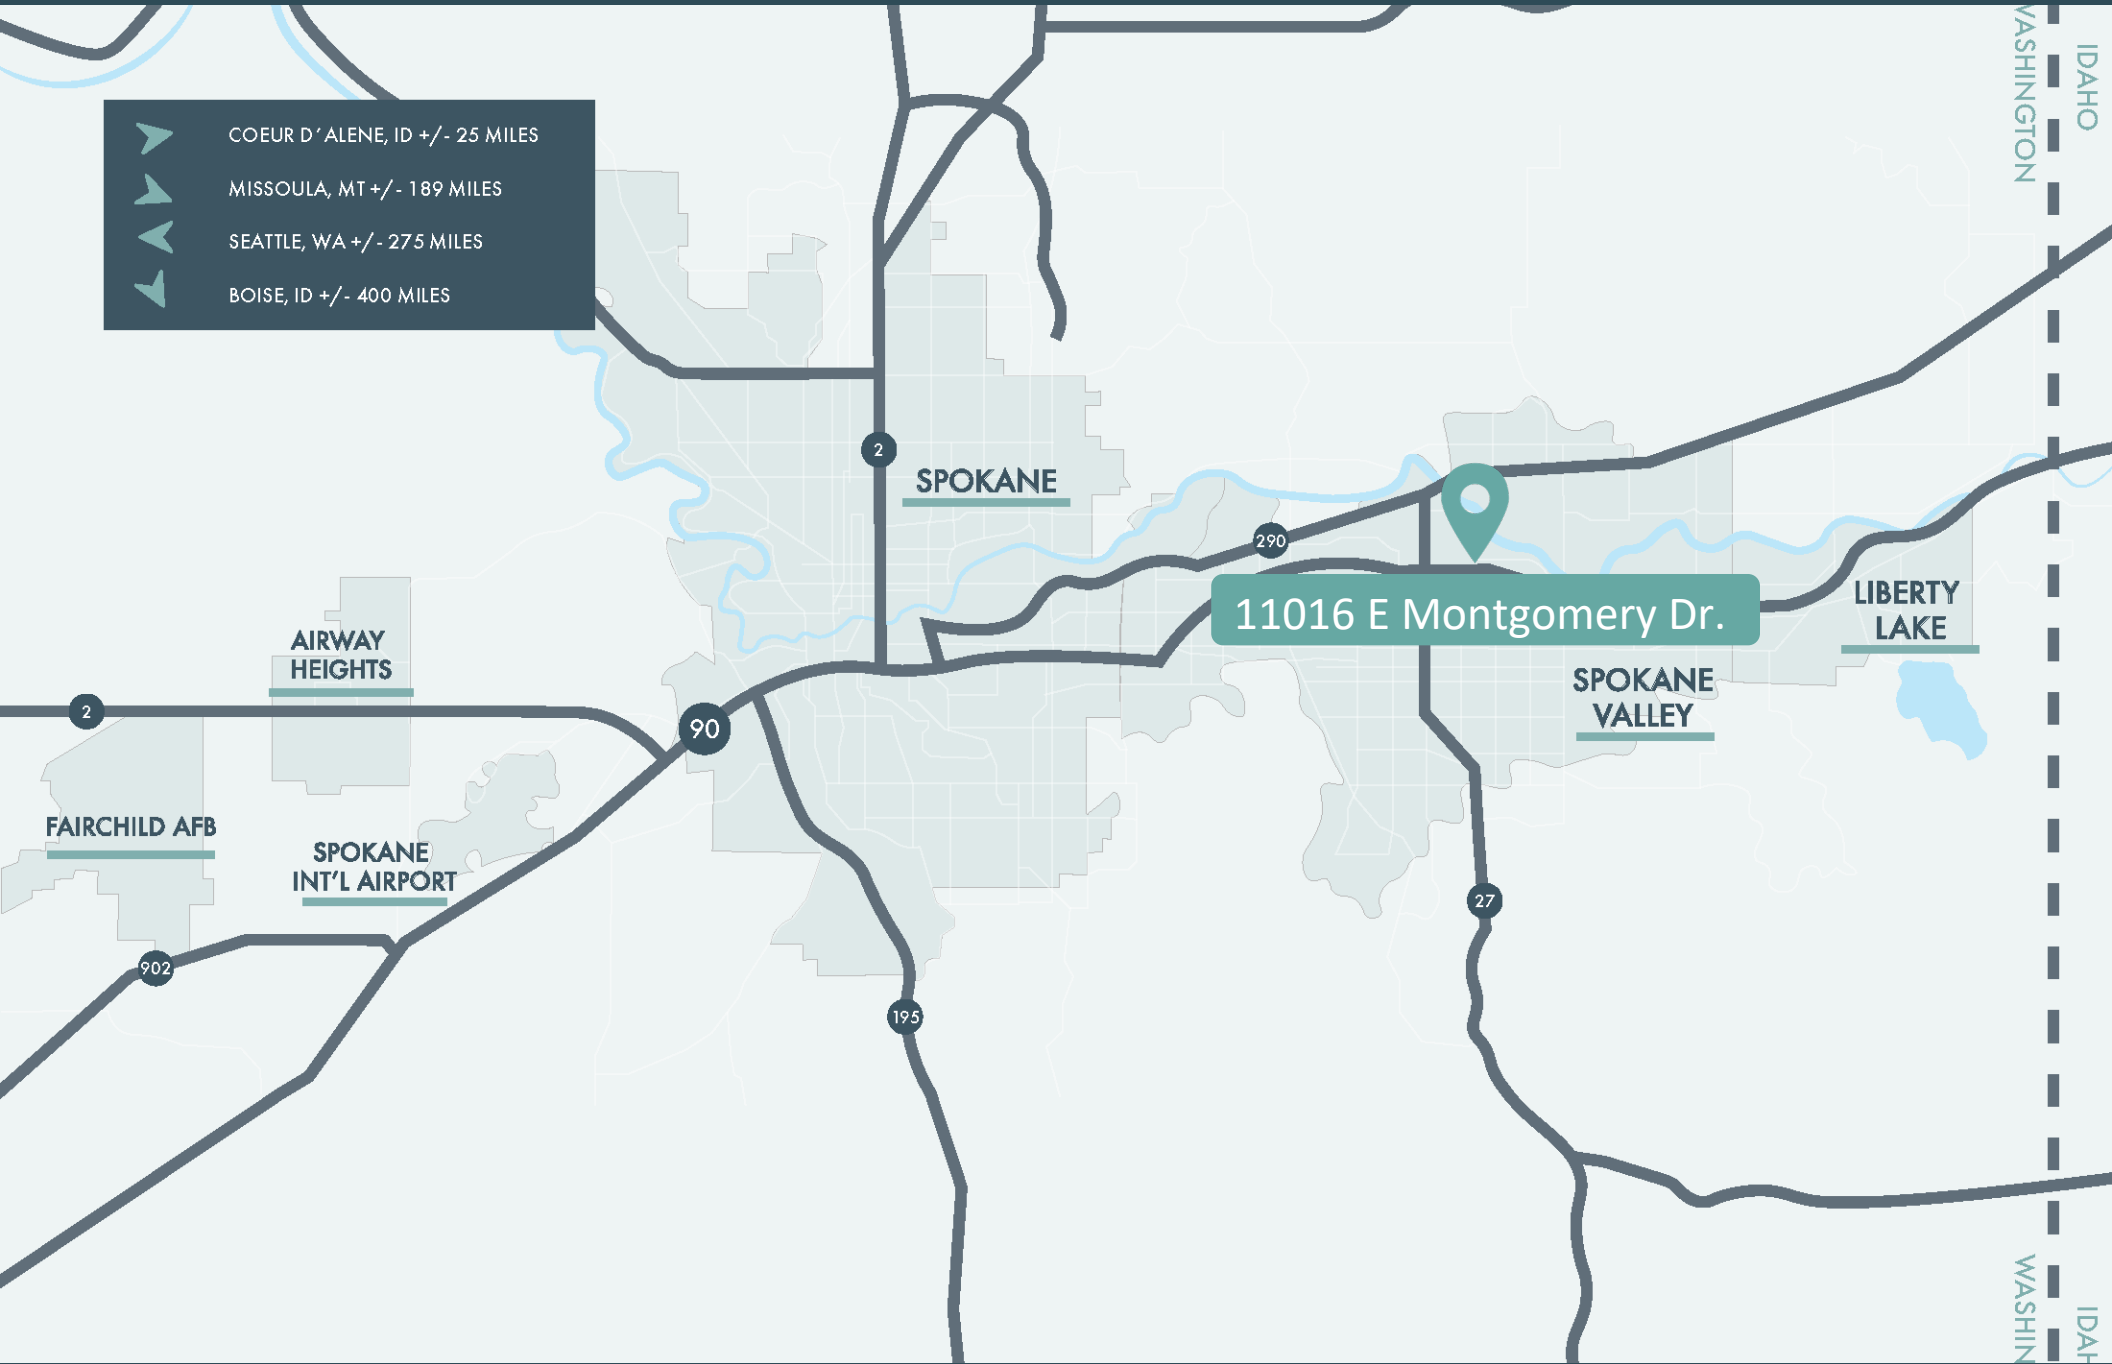 WASHINGTON
IDAHO
COEUR D´ALENE, ID +/- 25 MILES
MISSOULA, MT +/- 189 MILES
SEATTLE, WA +/- 275 MILES
BOISE, ID +/- 400 MILES
2
SPOKANE
290
11016 E Montgomery Dr.
LIBERTY
LAKE
AIRWAY
HEIGHTS
SPOKANE
VALLEY
2
90
FAIRCHILD AFB
SPOKANE
INT'L AIRPORT
27
902
195
WASHIN
IDAH